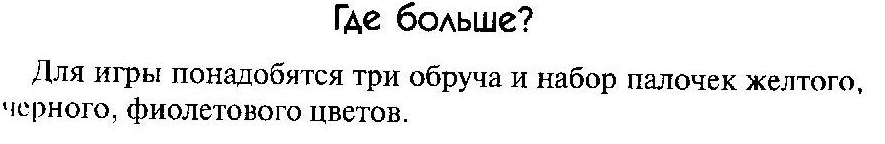 Где больше?
Для игры понадобятся три обруча и набор палочек желтого,
черного, фиолетового цветов.